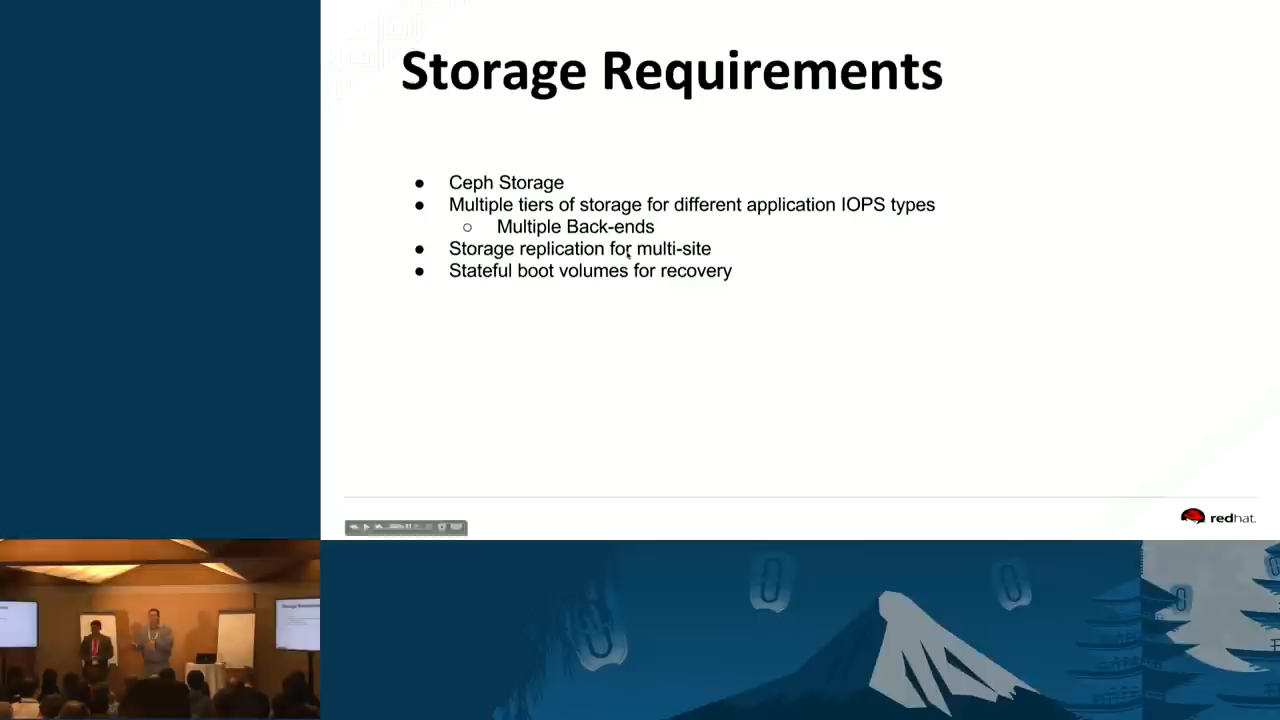 Storage Requirements
● Ceph Storage
● Multiple tiers of storage for different application IOPS types
○ Multiple Back-ends
● Storage replication for multi-site
● Stateful boot volumes for recovery
redhat.